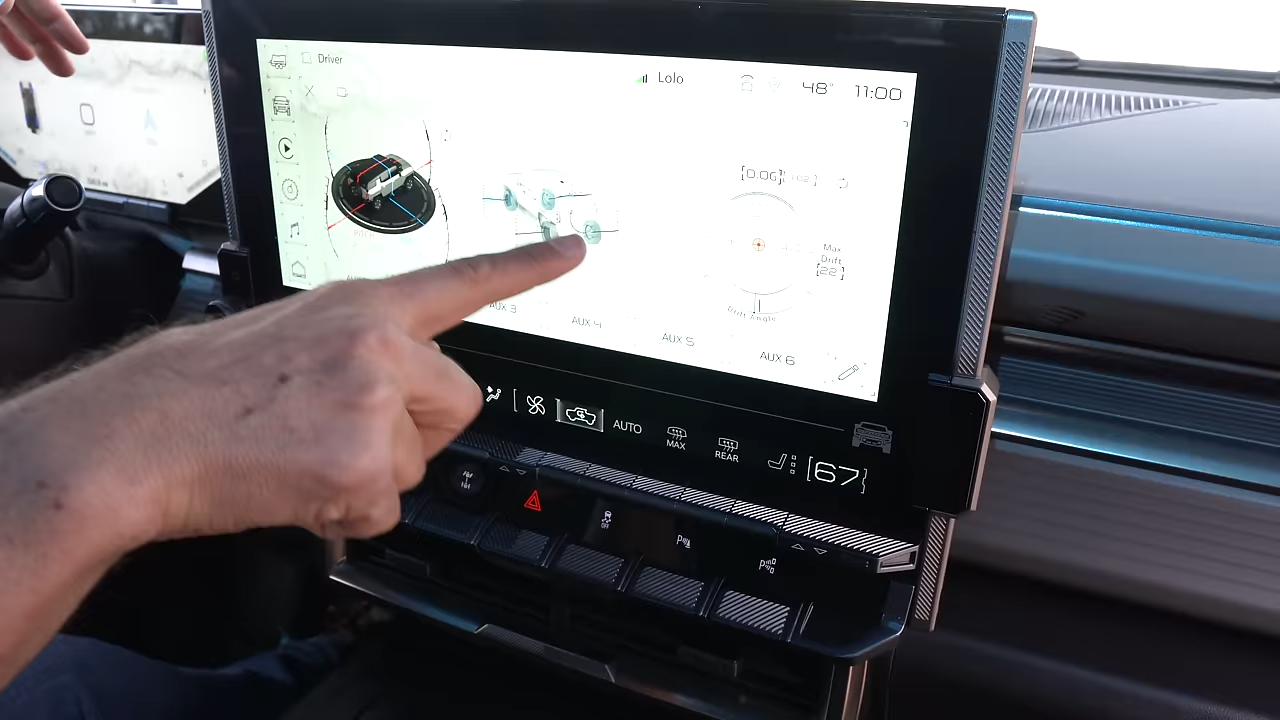 Driver
Lolo
48°
11:00
[0.06]
Max
Drift
[22]
Drift Angle
AUX 3
AUX 4
AUX 5
AUX 6
AUTO
MAX
REAR
[67]
OFF
P
P